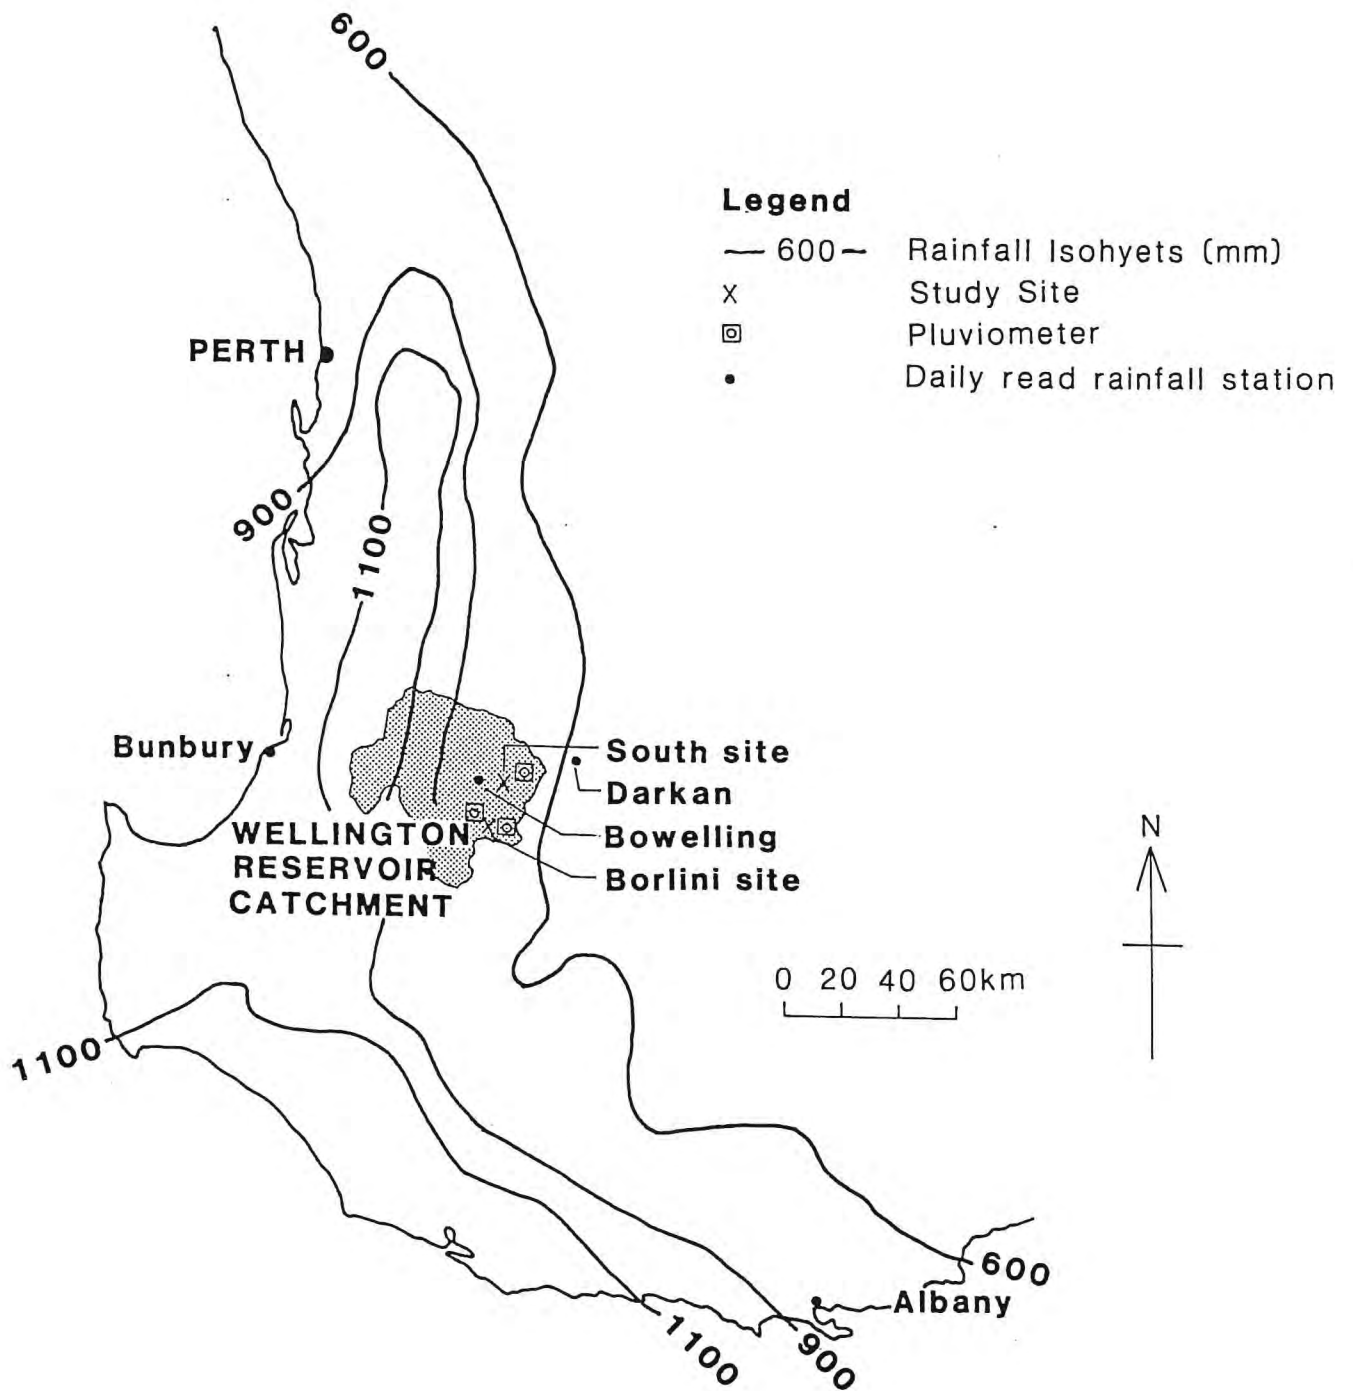 600
Legend
600 Rainfall Isohyets (mm)
X Study Site
Pluviometer
Daily read rainfall station
PERTH
900
1100
Bunbury
South site
Darkan
Bowelling
Borlini site
WELLINGTON
RESERVOIR
CATCHMENT
N
0 20 40 60km
1100
600
Albany
1100
900